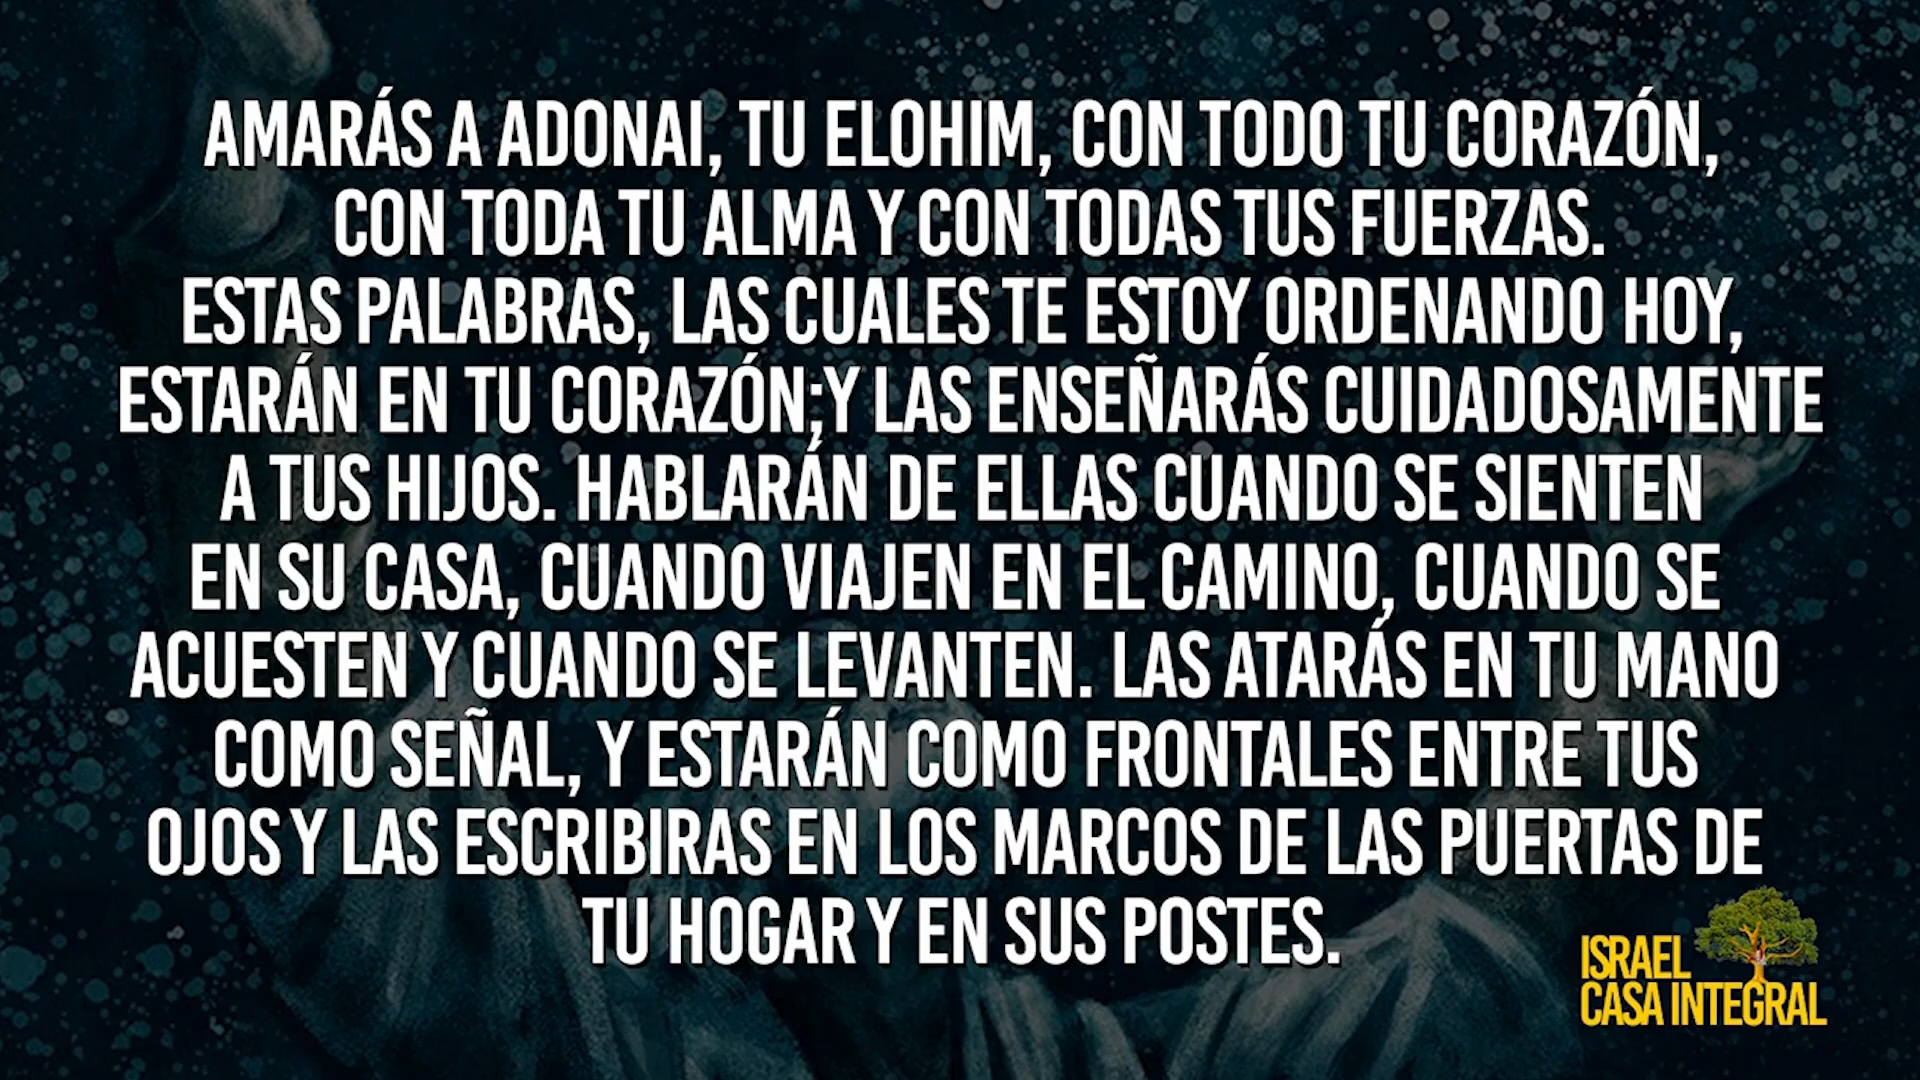 AMARÁS A ADONAI, TU ELOHIM, CON TODO TU CORAZÓN,
CON TODA TU ALMA Y CON TODAS TUS FUERZAS.
ESTAS PALABRAS, LAS CUALES TE ESTOY ORDENANDO HOY,
ESTARÁN EN TU CORAZÓN;Y LAS ENSEÑARÁS CUIDADOSAMENTE
A TUS HIJOS. HABLARÁN DE ELLAS CUANDO SE SIENTEN
EN SU CASA, CUANDO VIAJEN EN EL CAMINO, CUANDO SE
ACUESTEN Y CUANDO SE LEVANTEN. LAS ATARÁS EN TU MANO
COMO SEÑAL, Y ESTARÁN COMO FRONTALES ENTRE TUS
OJOS Y LAS ESCRIBIRAS EN LOS MARCOS DE LAS PUERTAS DE
TU HOGAR Y EN SUS POSTES.
ISRAEL
CASA INTEGRAL